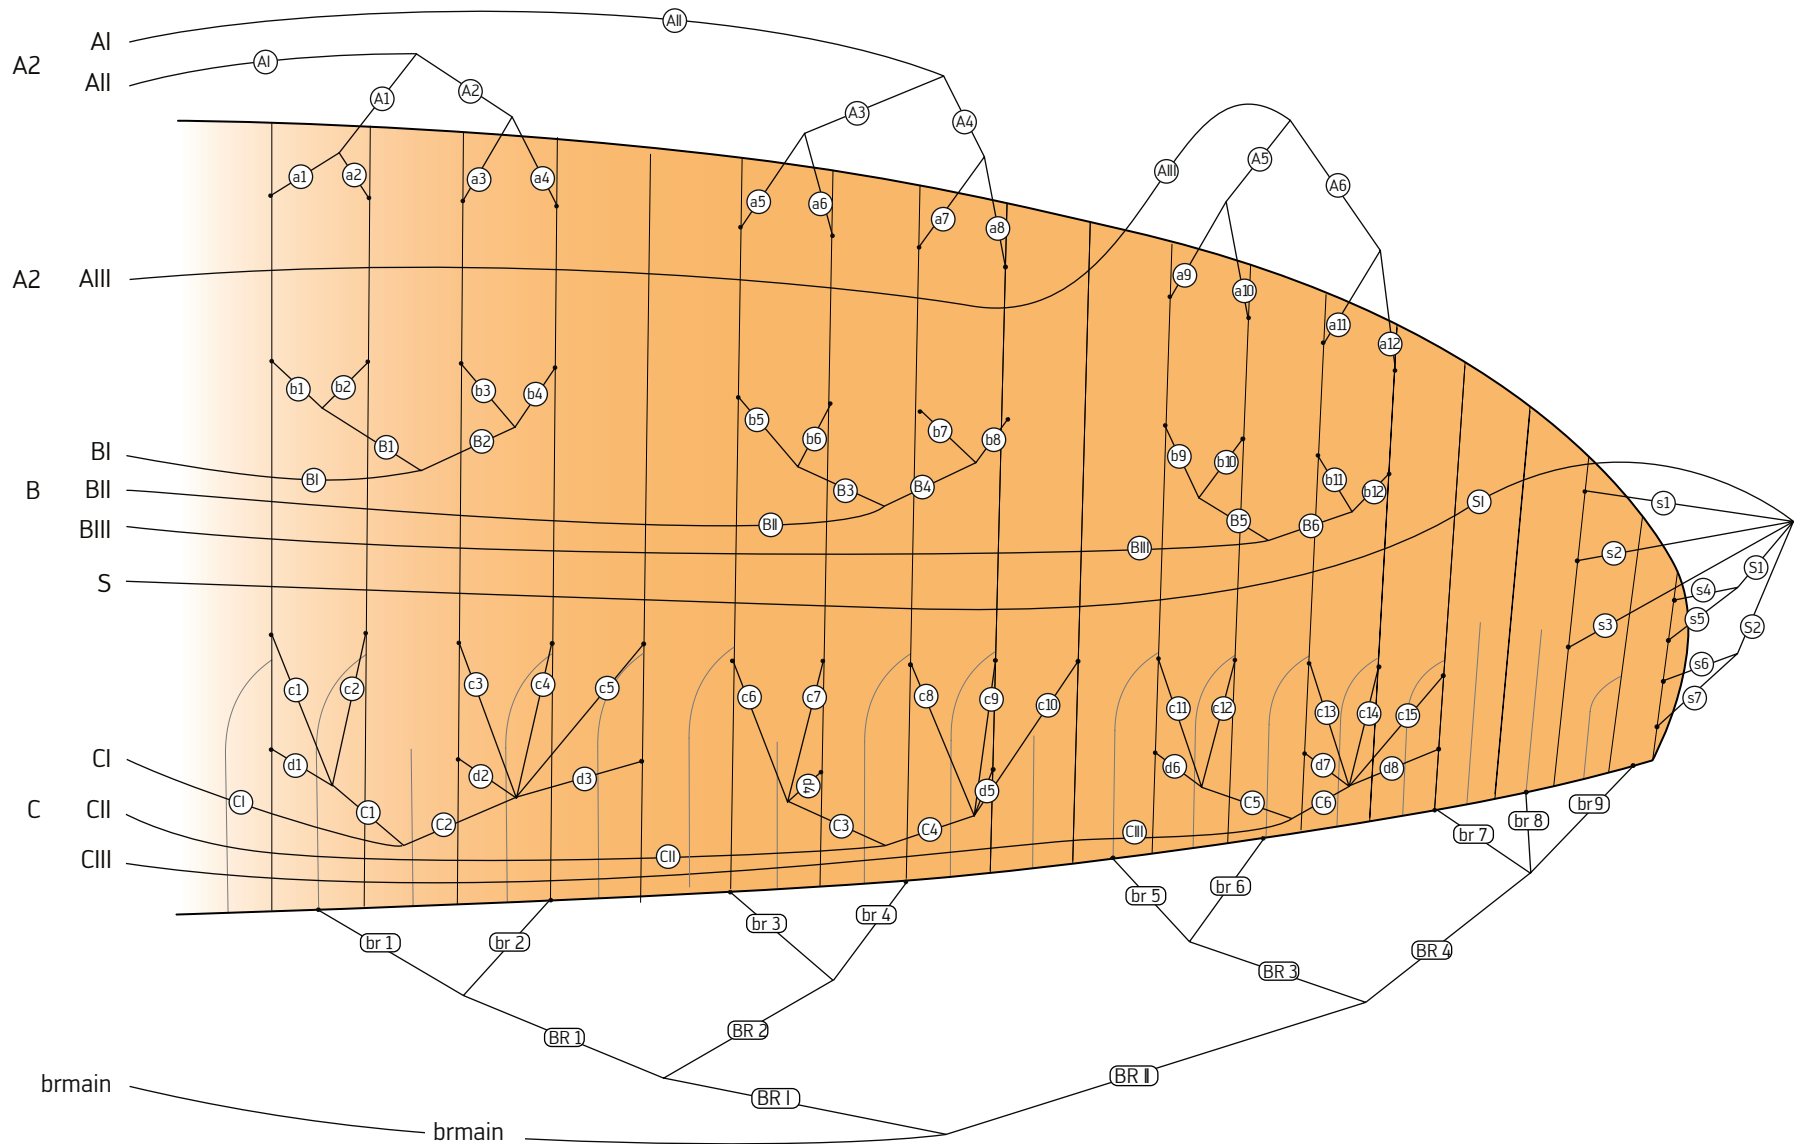 AII
AI
A2
AI
AII
A1
A2
A3
A4
a1
a2
a3
a4
a5
a6
a7
a8
AIII
A5
A6
A2
AIII
a9
a10
a11
a12
b1
b2
b3
b4
b5
b6
b7
b8
b9
b10
b11
b12
BI
B
BII
BIII
BI
B1
B2
BII
B3
B4
BIII
B5
B6
S
SI
s1
s2
s3
S1
s4
s5
S2
s6
s7
c1
c2
c3
c4
c5
c6
c7
c8
c9
c10
c11
c12
c13
c14
c15
d1
d2
d3
d4
d5
d6
d7
d8
CI
C
CII
CIII
CI
C1
C2
CII
C3
C4
CIII
C5
C6
br 1
br 2
br 3
br 4
br 5
br 6
br 7
br 8
br9
BR 1
BR 2
BR 3
BR 4
BR I
BR II
brmain
brmain